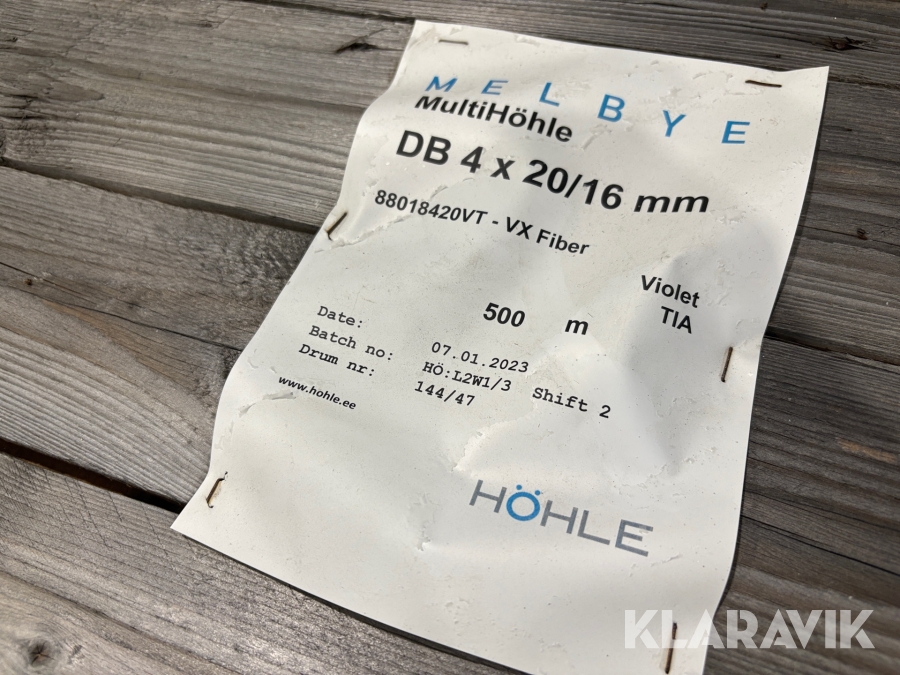 MELBYE
MultiHöhle
DB 4 x 20/16 mm
88018420VT - VX Fiber
Violet
TIA
500 m
Date: 07.01.2023
Batch no: HÖ:L2W1/3 Shift 2
Drum nr: 144/47
www.hohle.ee
HÖHLE
KLARAVIK